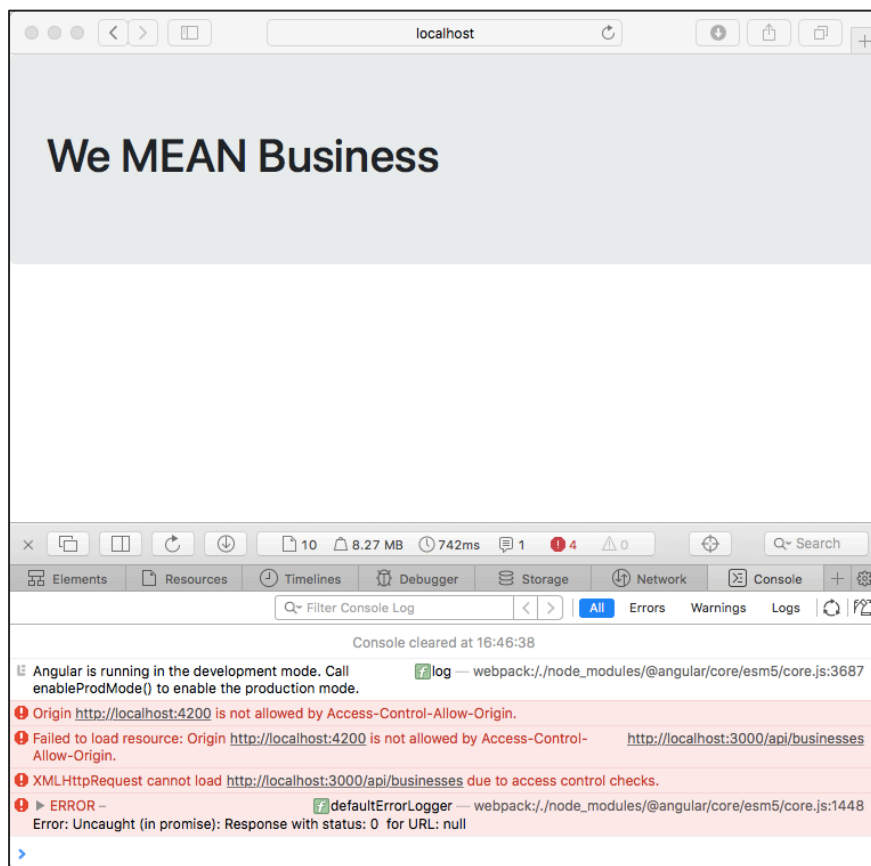 localhost
We MEAN Business
10 8.27 MB 742ms 1 4 0 Search
Elements Resources Timelines Debugger Storage Network Console
Filter Console Log All Errors Warnings Logs
Console cleared at 16:46:38
Angular is running in the development mode. Call log — webpack:/./node_modules/@angular/core/esm5/core.js:3687
enableProdMode() to enable the production mode.
Origin http://localhost:4200 is not allowed by Access-Control-Allow-Origin.
Failed to load resource: Origin http://localhost:4200 is not allowed by Access-Control- http://localhost:3000/api/businesses
Allow-Origin.
XMLHttpRequest cannot load http://localhost:3000/api/businesses due to access control checks.
ERROR – defaultErrorLogger — webpack:/./node_modules/@angular/core/esm5/core.js:1448
Error: Uncaught (in promise): Response with status: 0 for URL: null